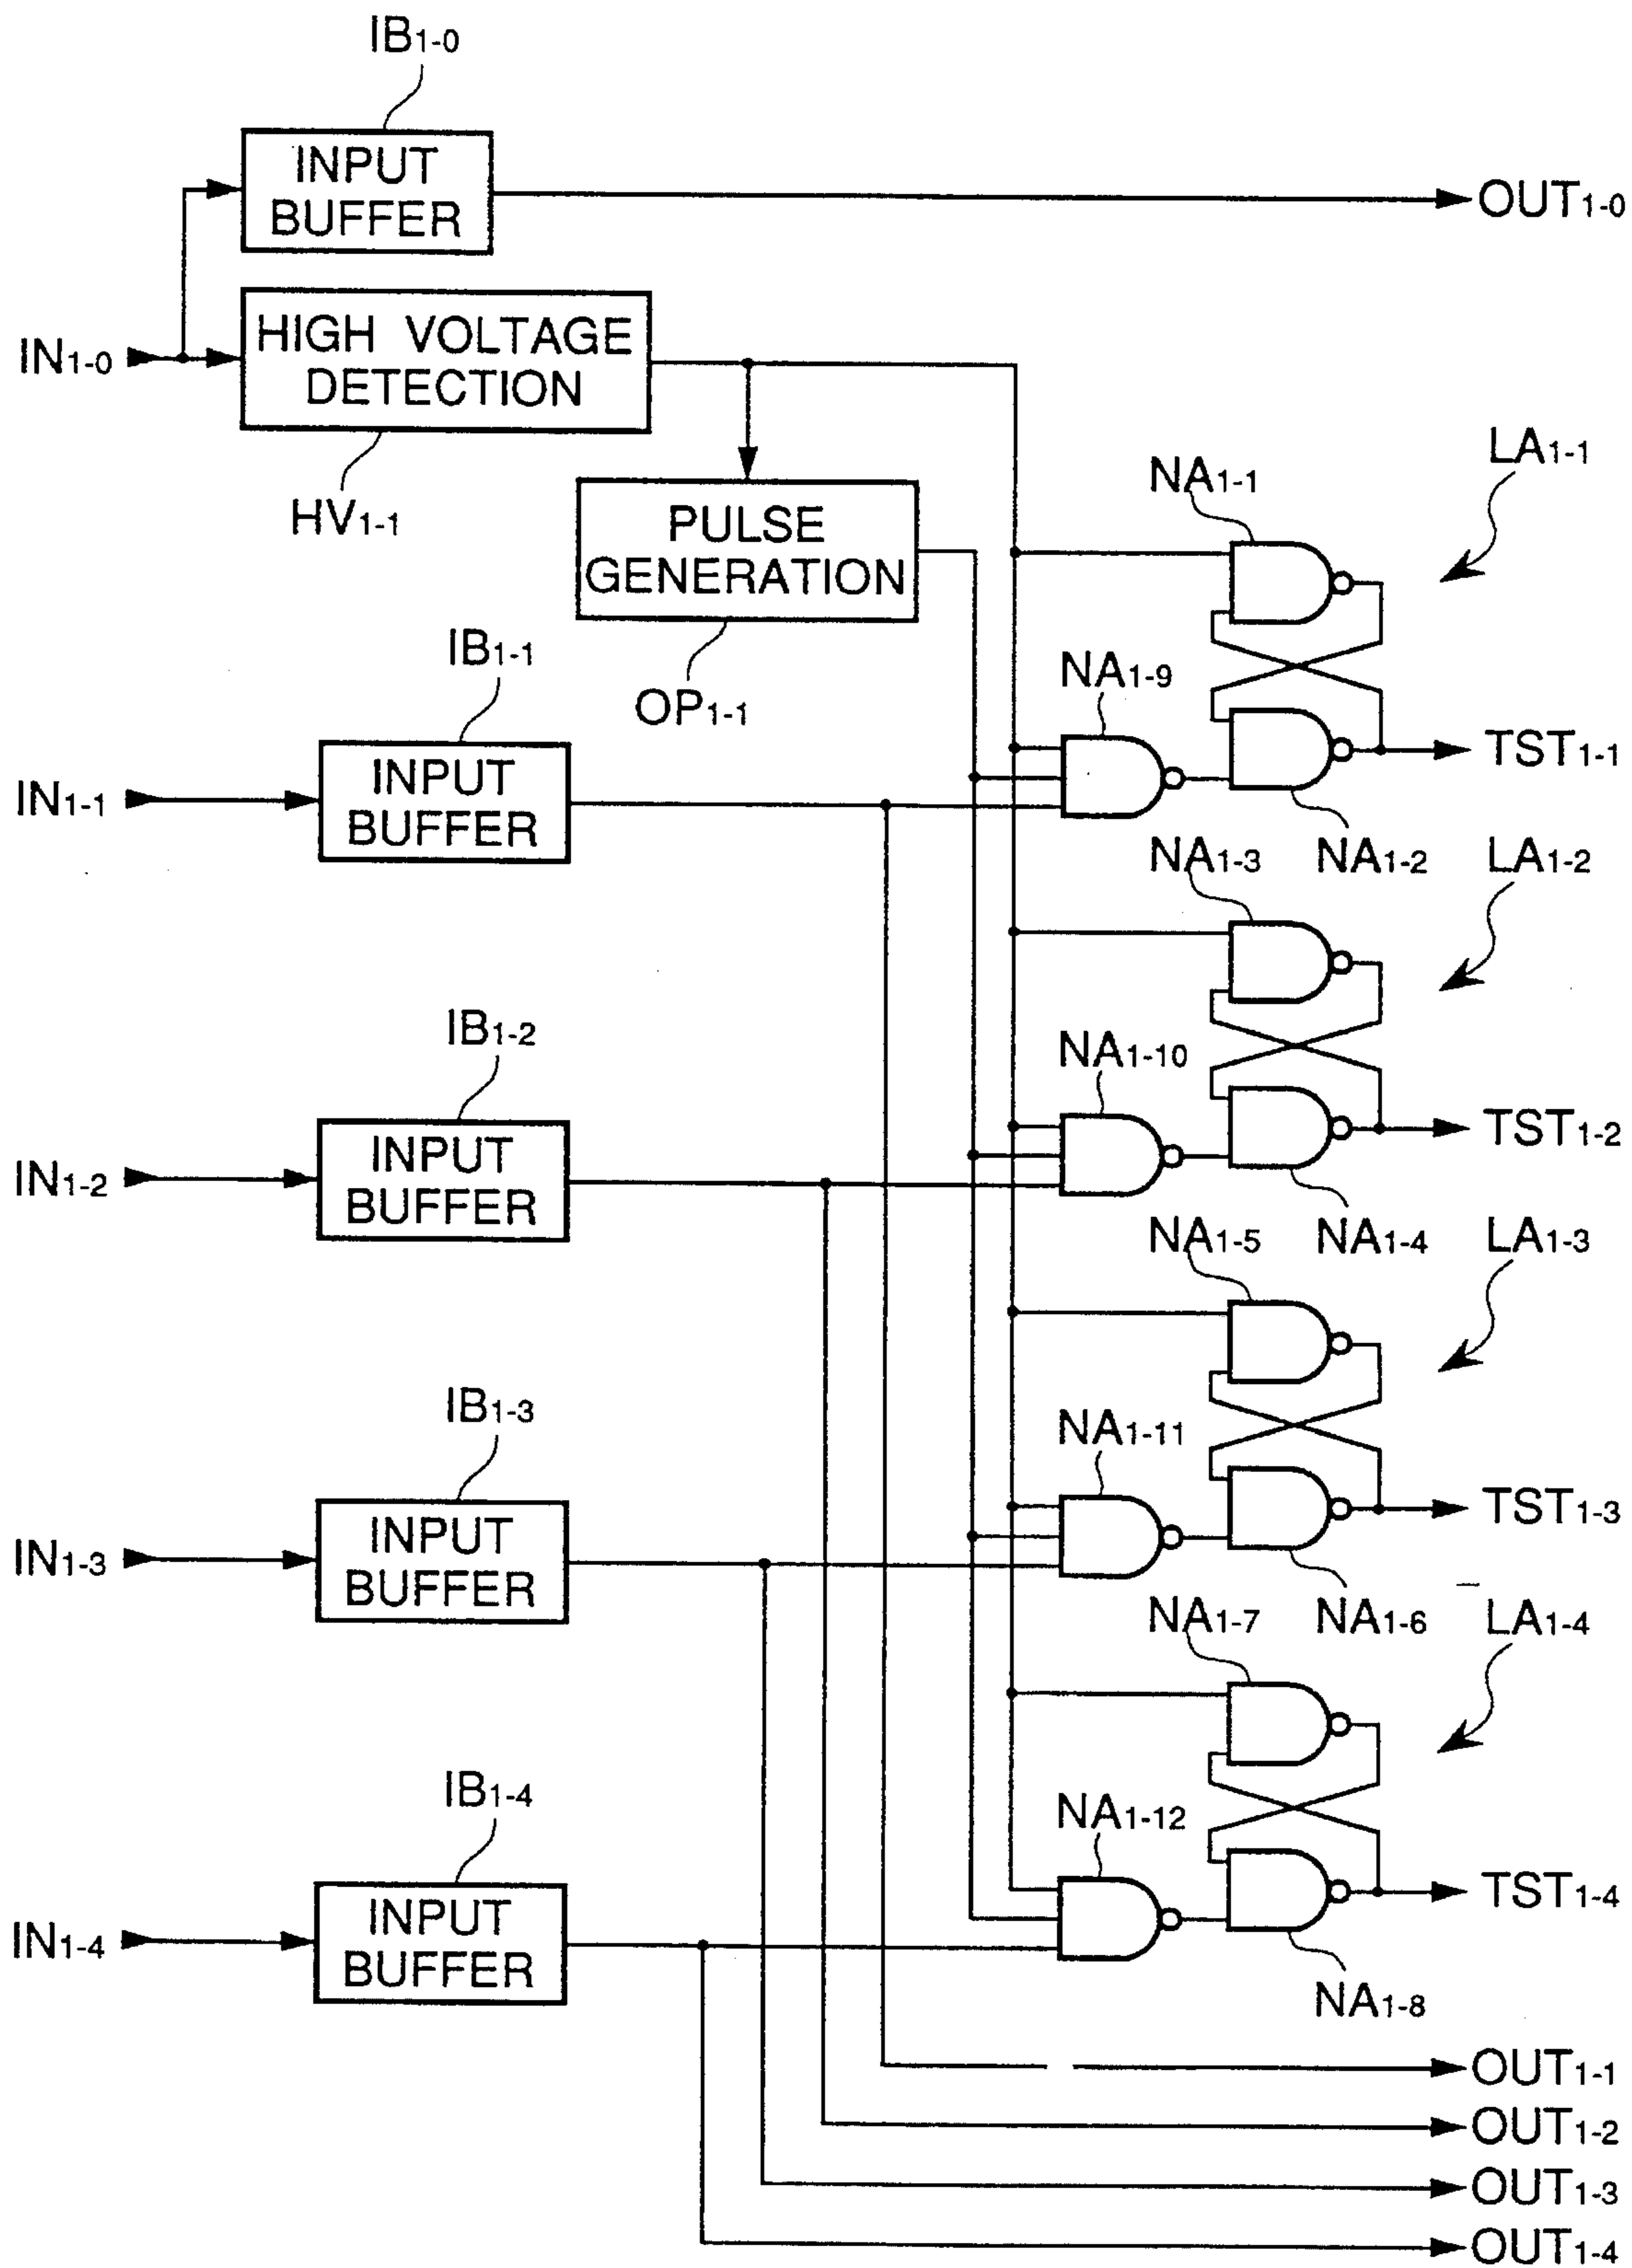 IB1-0
INPUT
BUFFER
OUT1-0
IN1-0
HIGH VOLTAGE
DETECTION
HV1-1
PULSE
GENERATION
OP1-1
NA1-1
LA1-1
IB1-1
NA1-9
IN1-1
INPUT
BUFFER
TST1-1
NA1-3
NA1-2
LA1-2
IB1-2
NA1-10
IN1-2
INPUT
BUFFER
TST1-2
NA1-5
NA1-4
LA1-3
IB1-3
NA1-11
IN1-3
INPUT
BUFFER
TST1-3
NA1-7
NA1-6
LA1-4
IB1-4
NA1-12
IN1-4
INPUT
BUFFER
TST1-4
NA1-8
OUT1-1
OUT1-2
OUT1-3
OUT1-4